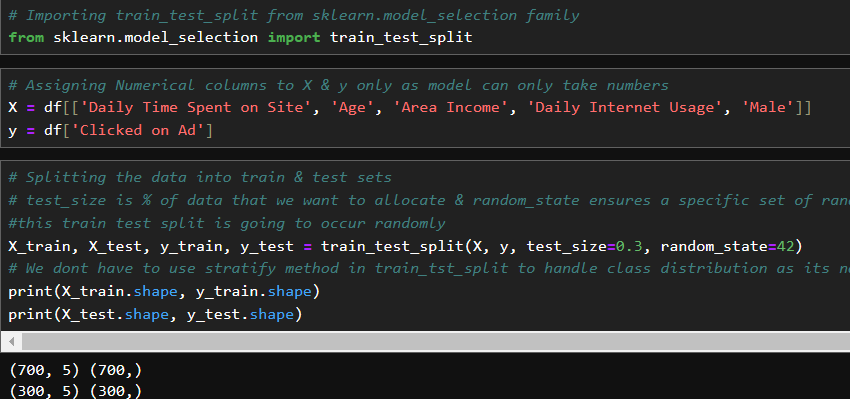 # Importing train_test_split from sklearn.model_selection family
from sklearn.model_selection import train_test_split
# Assigning Numerical columns to X & y only as model can only take numbers
X = df[['Daily Time Spent on Site', 'Age', 'Area Income', 'Daily Internet Usage', 'Male']]
y = df['Clicked on Ad']
# Splitting the data into train & test sets
# test_size is % of data that we want to allocate & random_state ensures a specific set of
#this train test split is going to occur randomly
X_train, X_test, y_train, y_test = train_test_split(X, y, test_size=0.3, random_state=42)
# We dont have to use stratify method in train_tst_split to handle class distribution as its
print(X_train.shape, y_train.shape)
print(X_test.shape, y_test.shape)
(700, 5) (700,)
(300, 5) (300,)